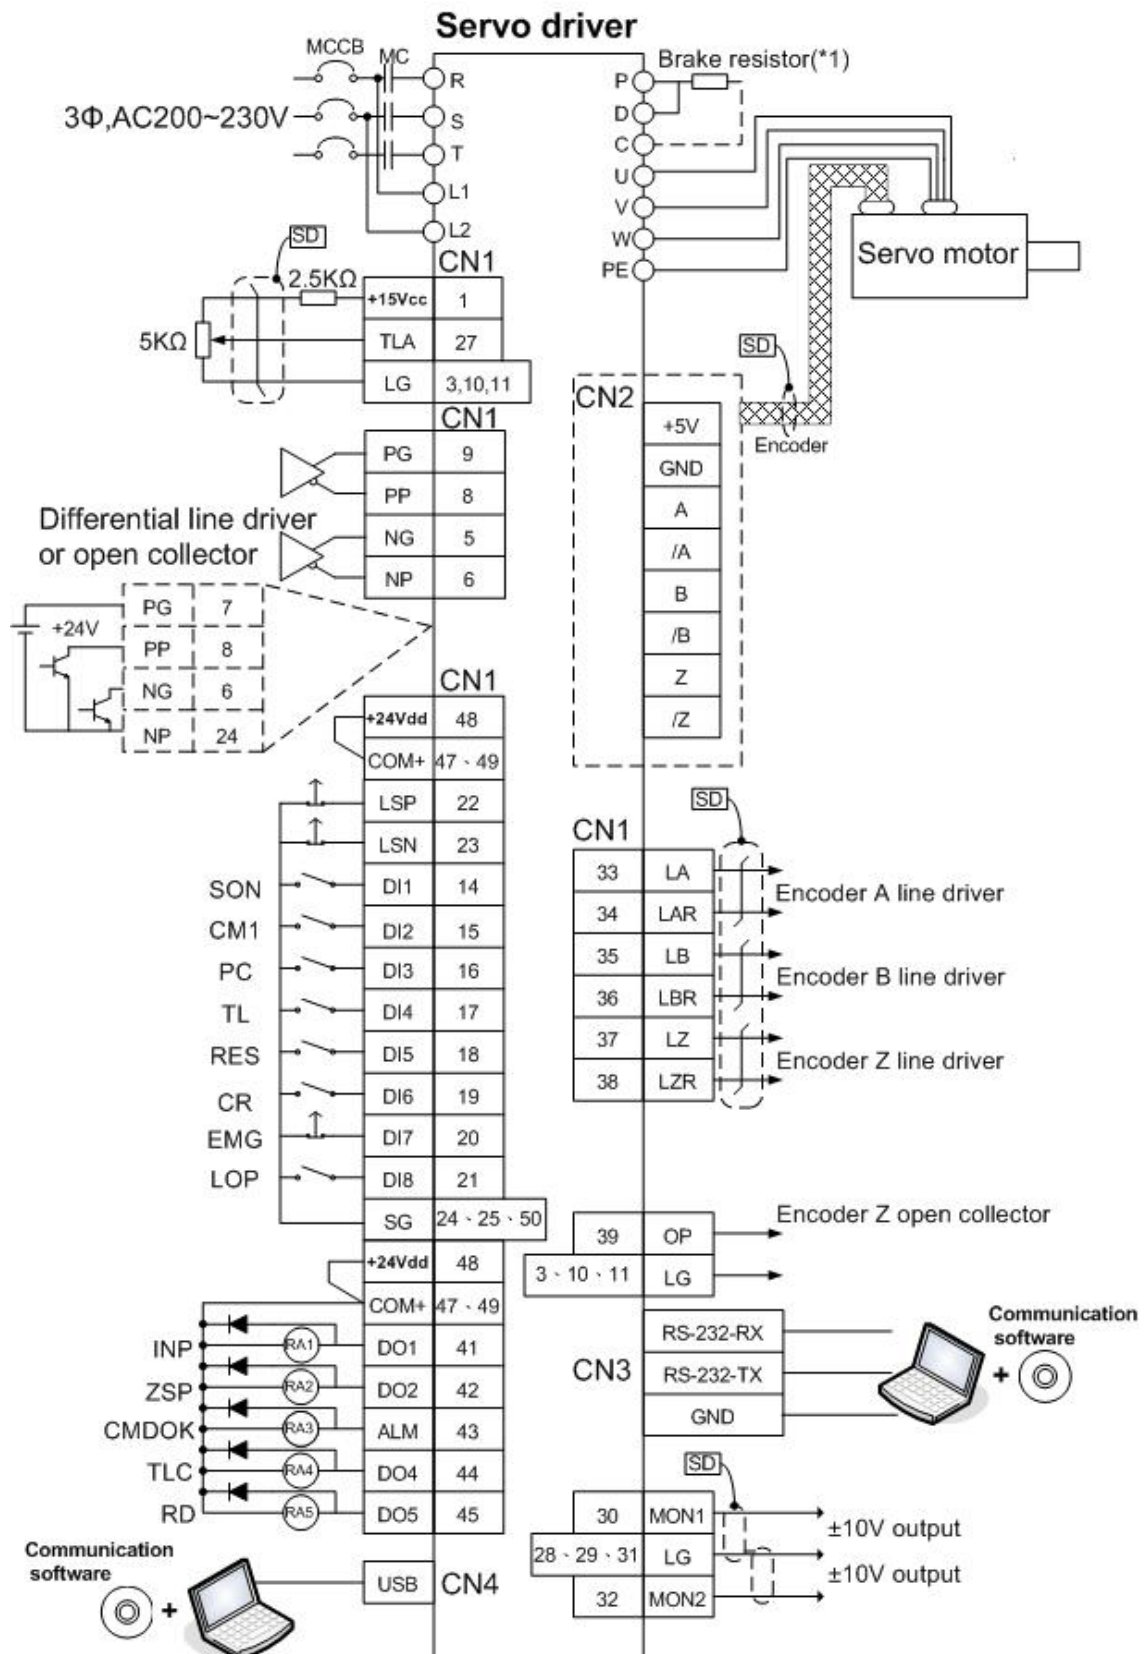 Servo driver
MCCB
MC
3Φ,AC200~230V
R
S
T
L1
L2
P
D
C
U
V
W
PE
Brake resistor(*1)
Servo motor
SD
CN1
2.5KΩ
5KΩ
+15Vcc 1
TLA 27
LG 3,10,11
CN1
PG 9
PP 8
NG 5
NP 6
Differential line driver
or open collector
+24V
PG 7
PP 8
NG 6
NP 24
CN1
+24Vdd 48
COM+ 47、49
LSP 22
LSN 23
SON DI1 14
CM1 DI2 15
PC DI3 16
TL DI4 17
RES DI5 18
CR DI6 19
EMG DI7 20
LOP DI8 21
SG 24、25、50
+24Vdd 48
COM+ 47、49
INP RA1 DO1 41
ZSP RA2 DO2 42
CMDOK RA3 ALM 43
TLC RA4 DO4 44
RD RA5 DO5 45
Communication
software
+
USB CN4
SD
Encoder
CN2
+5V
GND
A
/A
B
/B
Z
/Z
SD
CN1
33 LA
34 LAR
Encoder A line driver
35 LB
36 LBR
Encoder B line driver
37 LZ
38 LZR
Encoder Z line driver
39 OP
Encoder Z open collector
3、10、11 LG
CN3
RS-232-RX
RS-232-TX
GND
Communication
software
+
SD
30 MON1
±10V output
28、29、31 LG
±10V output
32 MON2